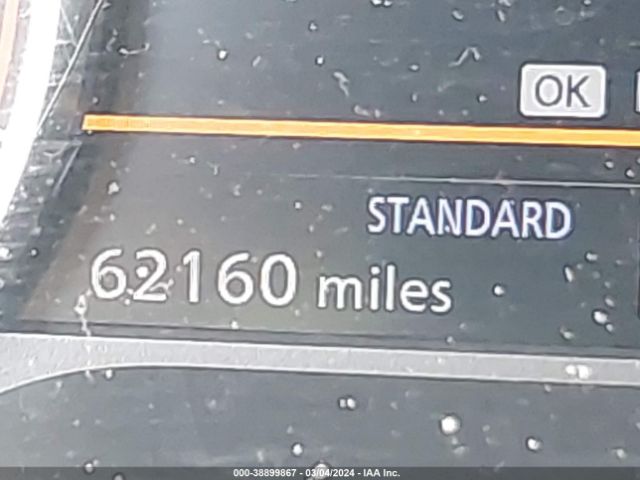 OK
STANDARD
62160 miles
000-38899867 - 03/04/2024 - IAA Inc.